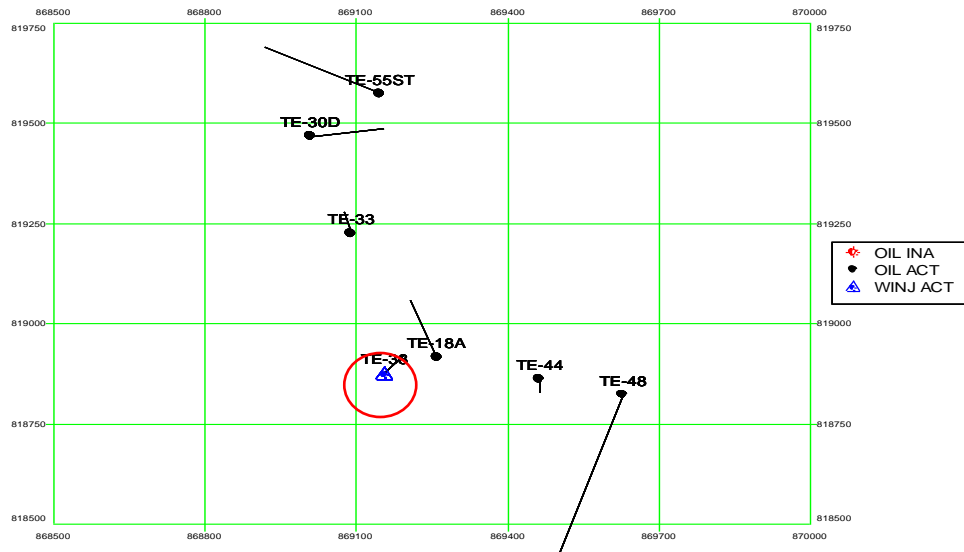 868500 868800 869100 869400 869700 870000
819750 819750
TE-55ST
819500 TE-30D 819500
819250 TE-33 819250
OIL INA
OIL ACT
WINJ ACT
819000 819000
TE-18A
TE-38
TE-44
TE-48
818750 818750
818500 818500
868500 868800 869100 869400 869700 870000